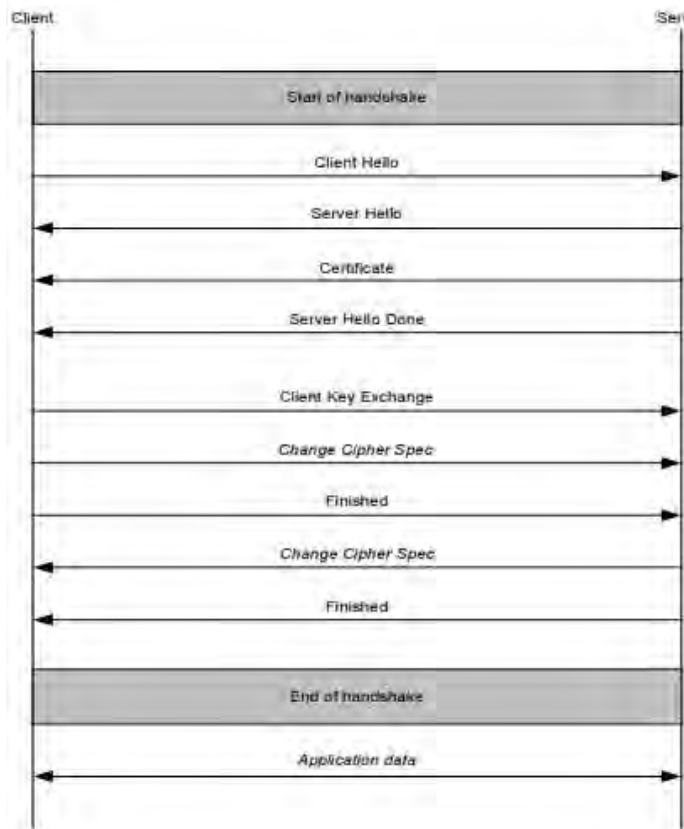 Client
Ser
Start of handshake
Client Hello
Server Hello
Certificate
Server Hello Done
Client Key Exchange
Change Cipher Spec
Finished
Change Cipher Spec
Finished
End of handshake
Application data